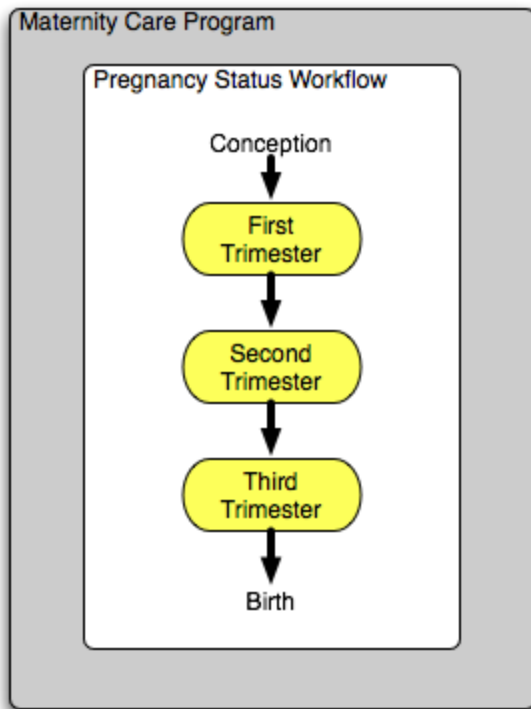 Maternity Care Program
Pregnancy Status Workflow
Conception
First
Trimester
Second
Trimester
Third
Trimester
Birth